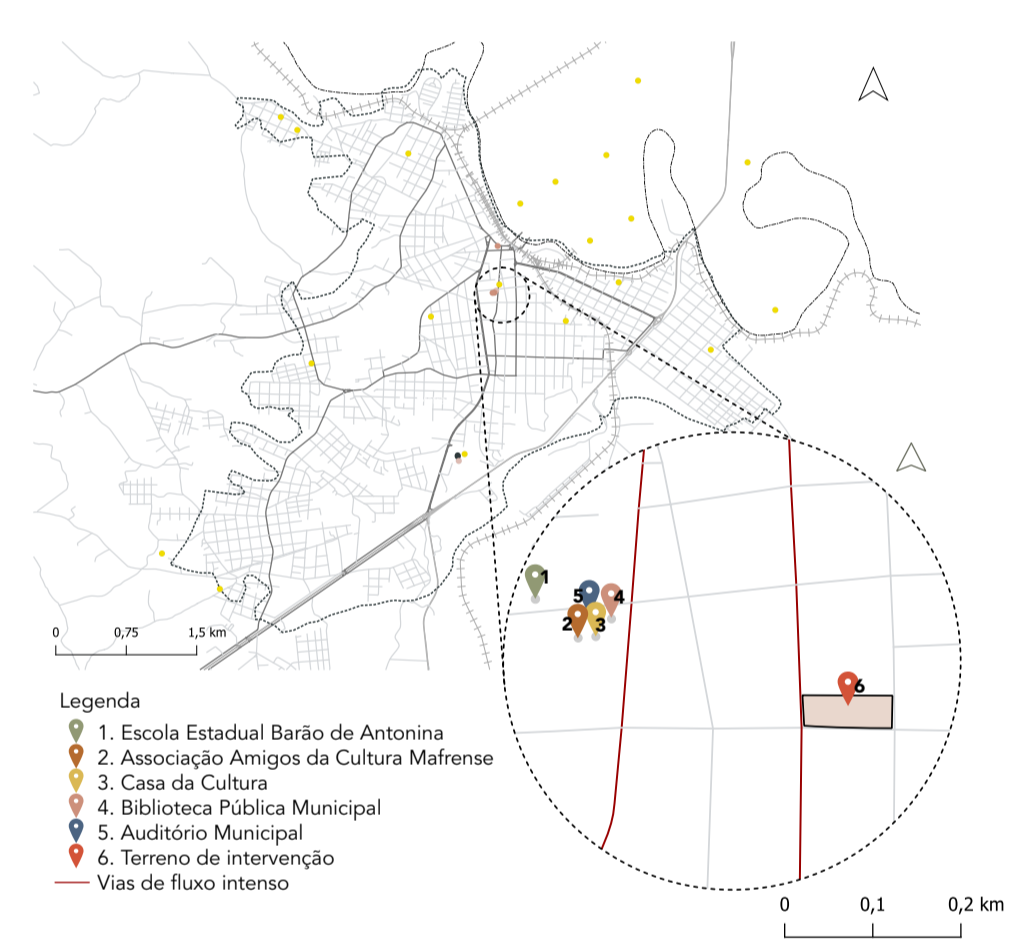 0
0,75
1,5 km
1
5
4
2
3
6
Legenda
1. Escola Estadual Barão de Antonina
2. Associação Amigos da Cultura Mafrense
3. Casa da Cultura
4. Biblioteca Pública Municipal
5. Auditório Municipal
6. Terreno de intervenção
Vias de fluxo intenso
0
0,1
0,2 km